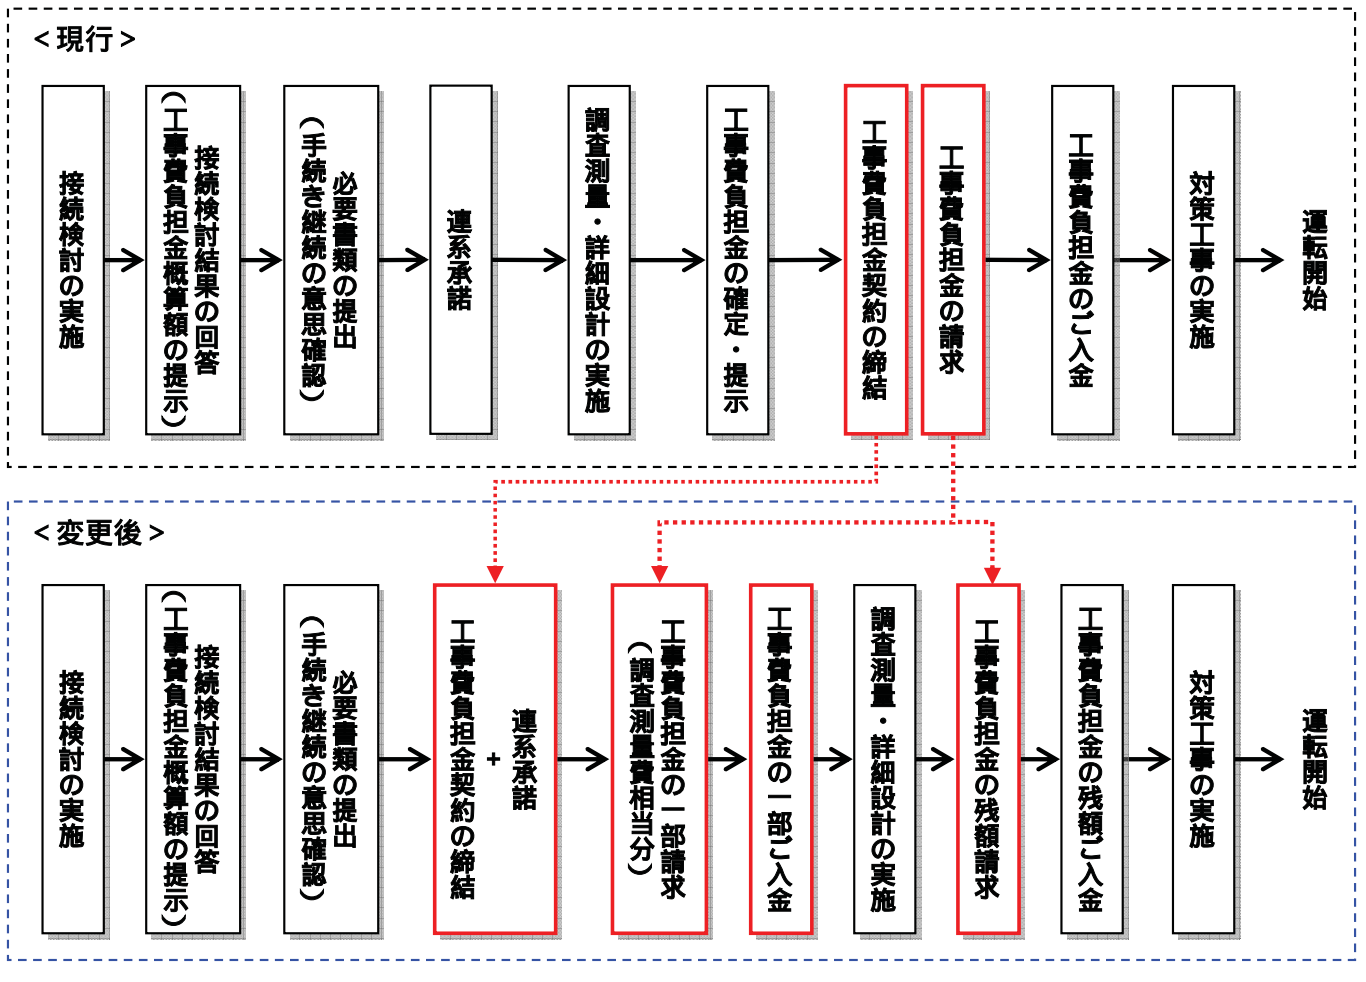 ＜現行＞
接続検討の実施
接続検討結果の回答
（工事費負担金概算額の提示）
必要書類の提出
（手続き継続の意思確認）
連系承諾
調査測量・詳細設計の実施
工事費負担金の確定・提示
工事費負担金契約の締結
工事費負担金の請求
工事費負担金のご入金
対策工事の実施
運転開始
＜変更後＞
接続検討の実施
接続検討結果の回答
（工事費負担金概算額の提示）
必要書類の提出
（手続き継続の意思確認）
連系承諾
+
工事費負担金契約の締結
工事費負担金の一部請求
（調査測量費相当分）
工事費負担金の一部ご入金
調査測量・詳細設計の実施
工事費負担金の残額請求
工事費負担金の残額ご入金
対策工事の実施
運転開始